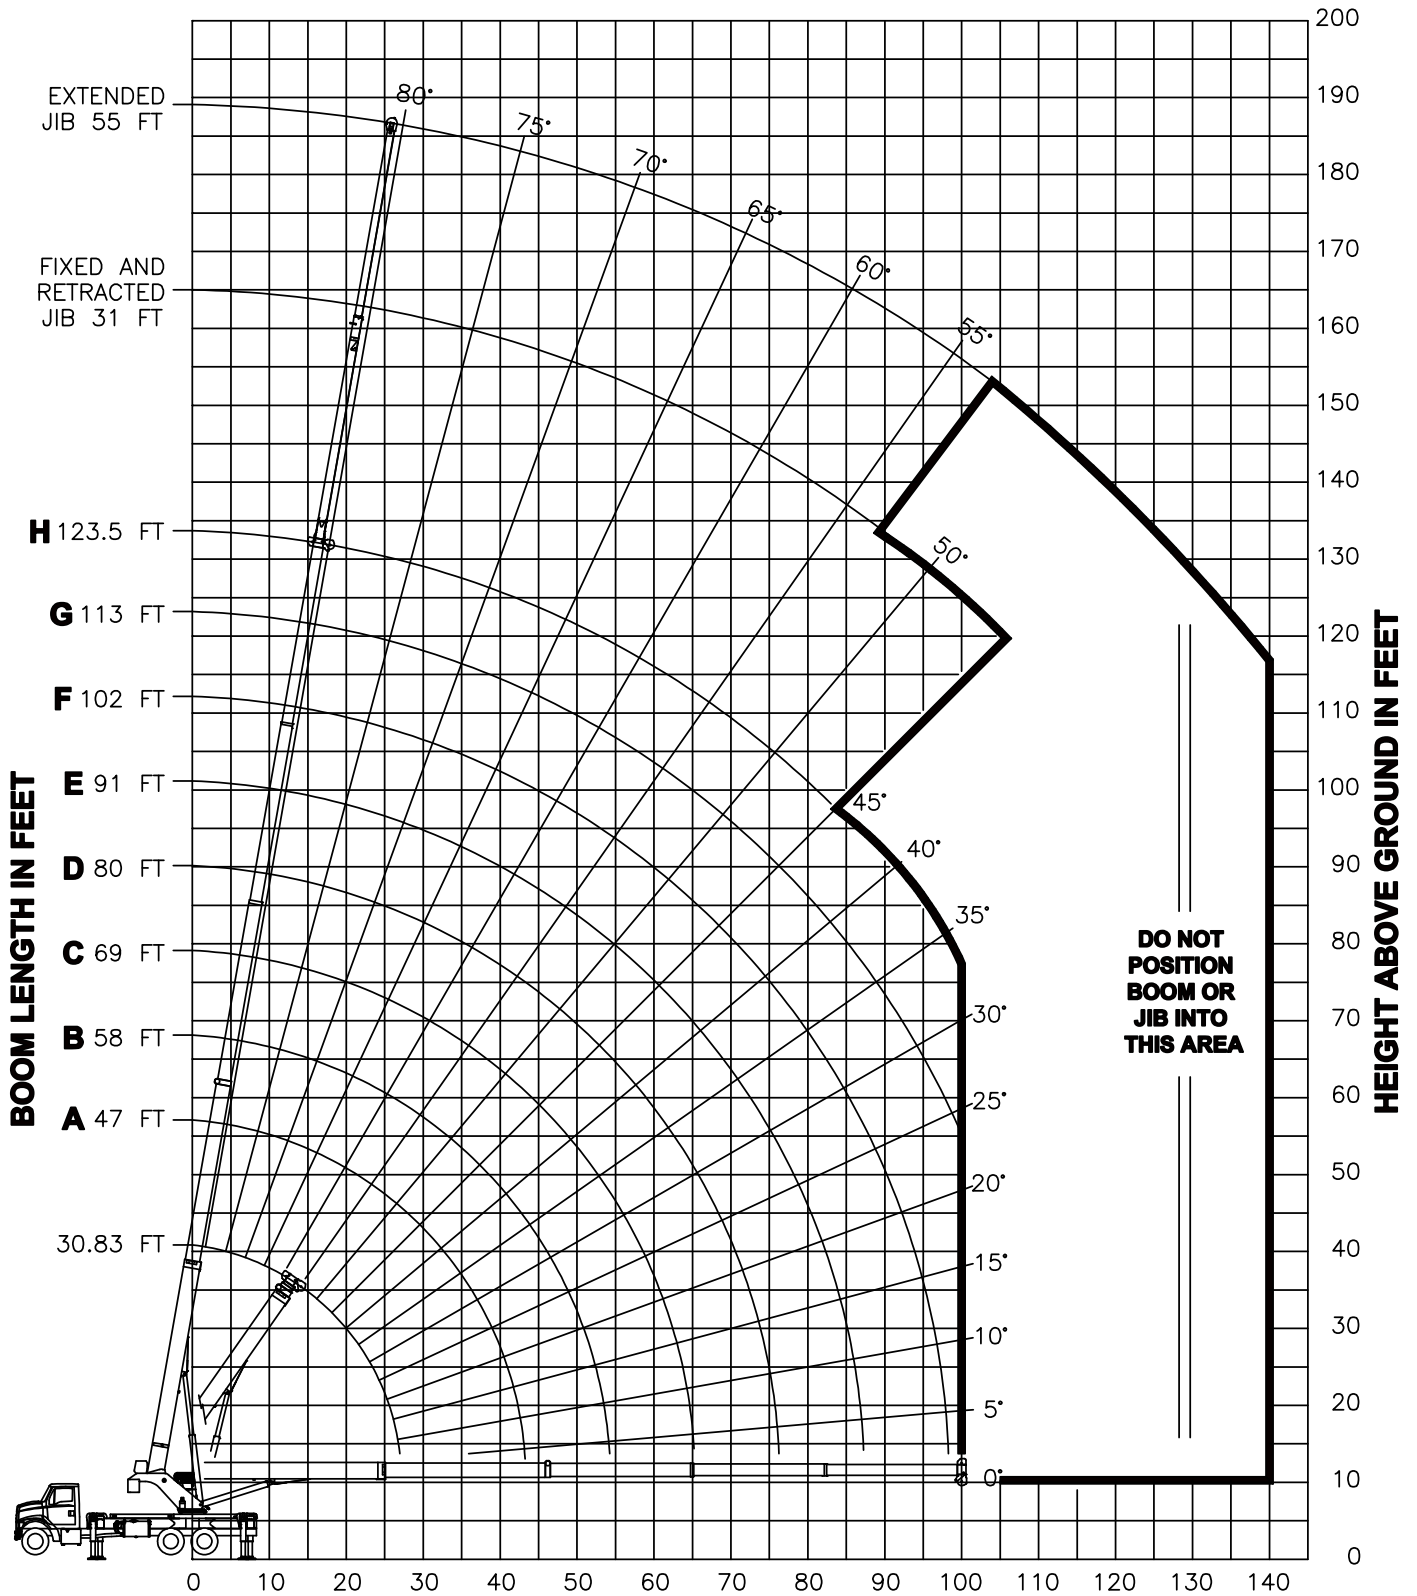 EXTENDED
JIB 55 FT
FIXED AND
RETRACTED
JIB 31 FT
H 123.5 FT
G 113 FT
F 102 FT
E 91 FT
D 80 FT
C 69 FT
B 58 FT
A 47 FT
30.83 FT
BOOM LENGTH IN FEET
80°
75°
70°
65°
60°
55°
50°
45°
40°
35°
30°
25°
20°
15°
10°
5°
0°
DO NOT
POSITION
BOOM OR
JIB INTO
THIS AREA
200
190
180
170
160
150
140
130
120
110
100
90
80
70
60
50
40
30
20
10
0
HEIGHT ABOVE GROUND IN FEET
0 10 20 30 40 50 60 70 80 90 100 110 120 130 140